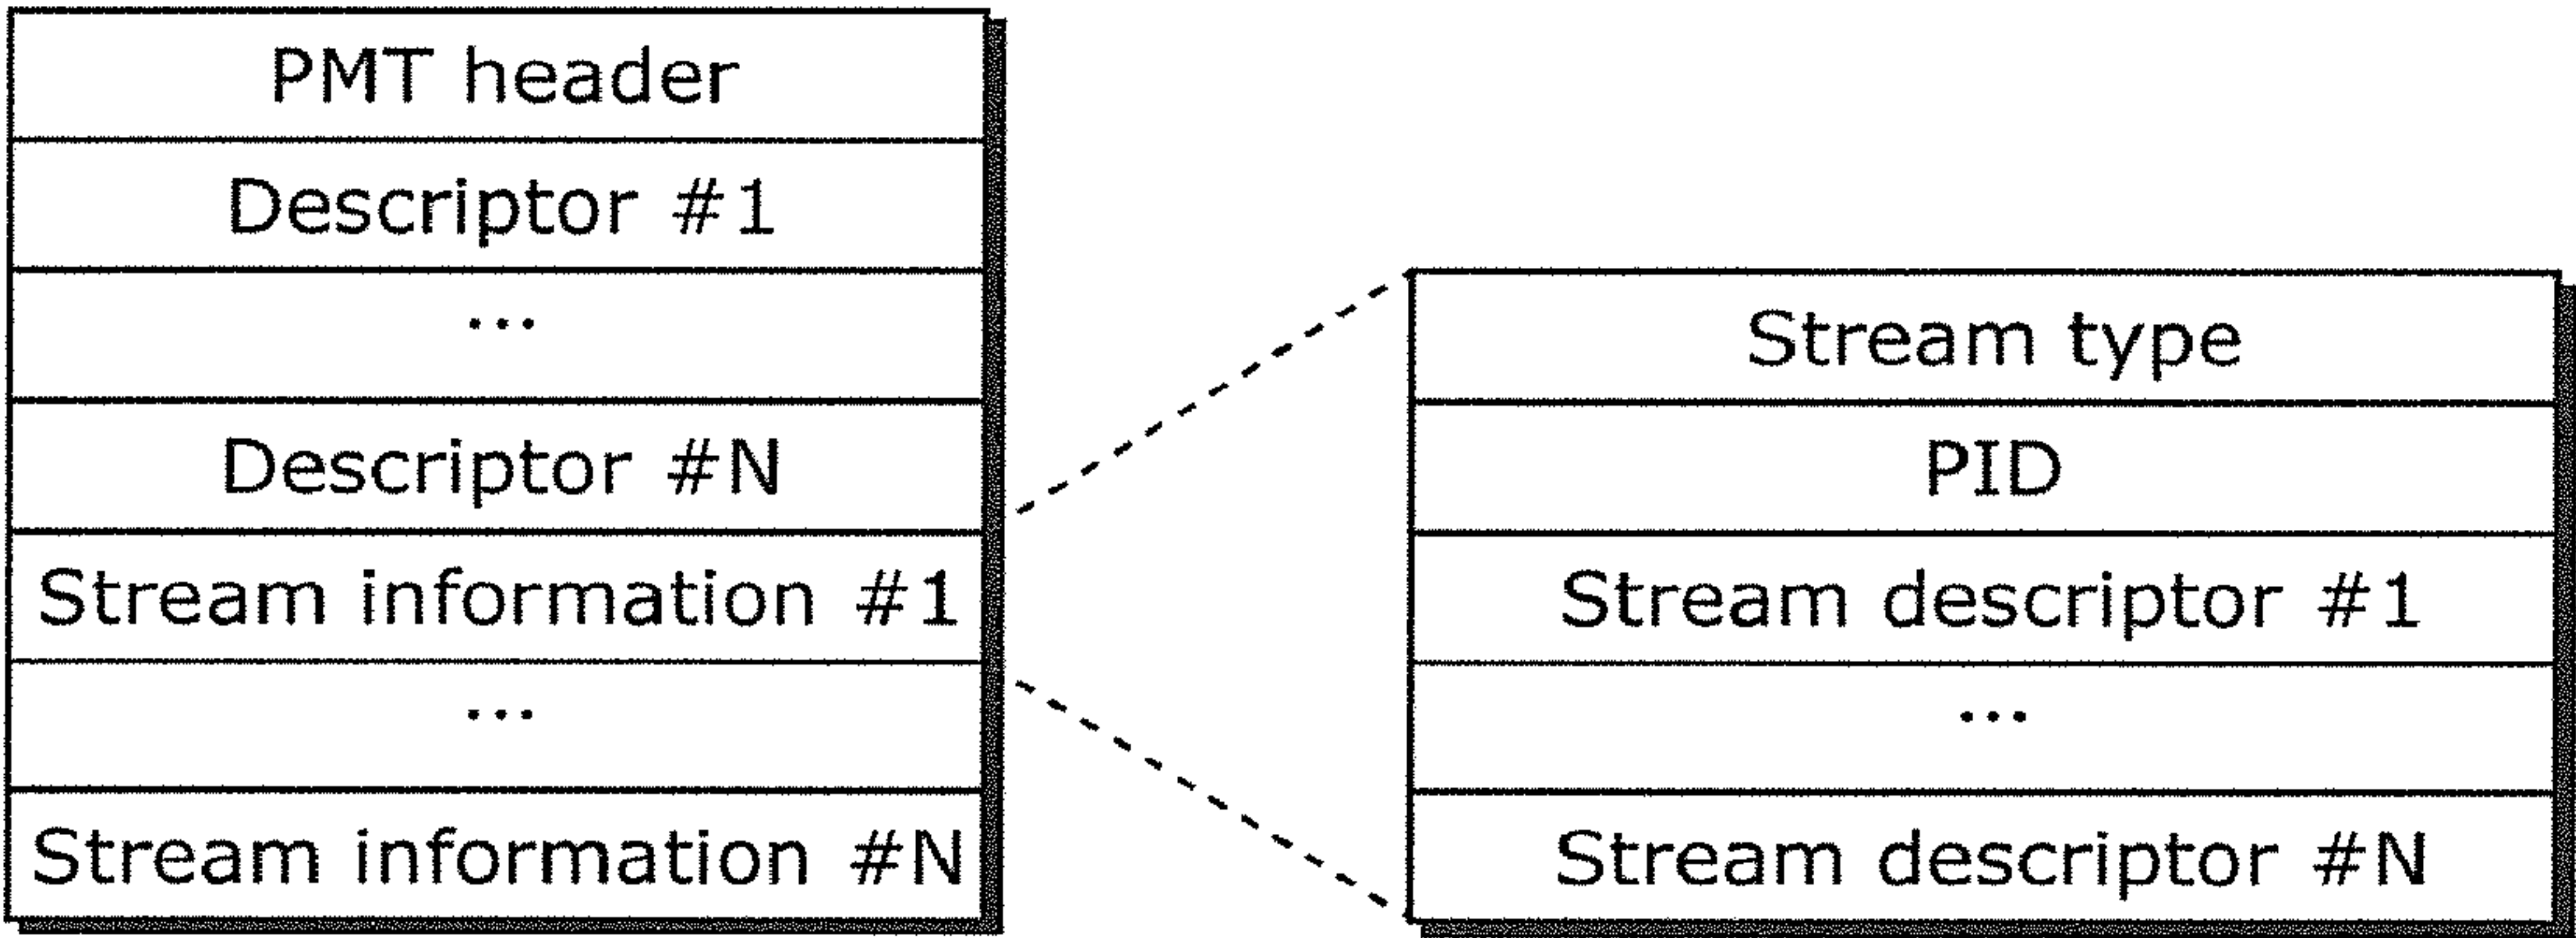 PMT header
Descriptor #1
...
Descriptor #N
Stream information #1
...
Stream information #N
Stream type
PID
Stream descriptor #1
...
Stream descriptor #N